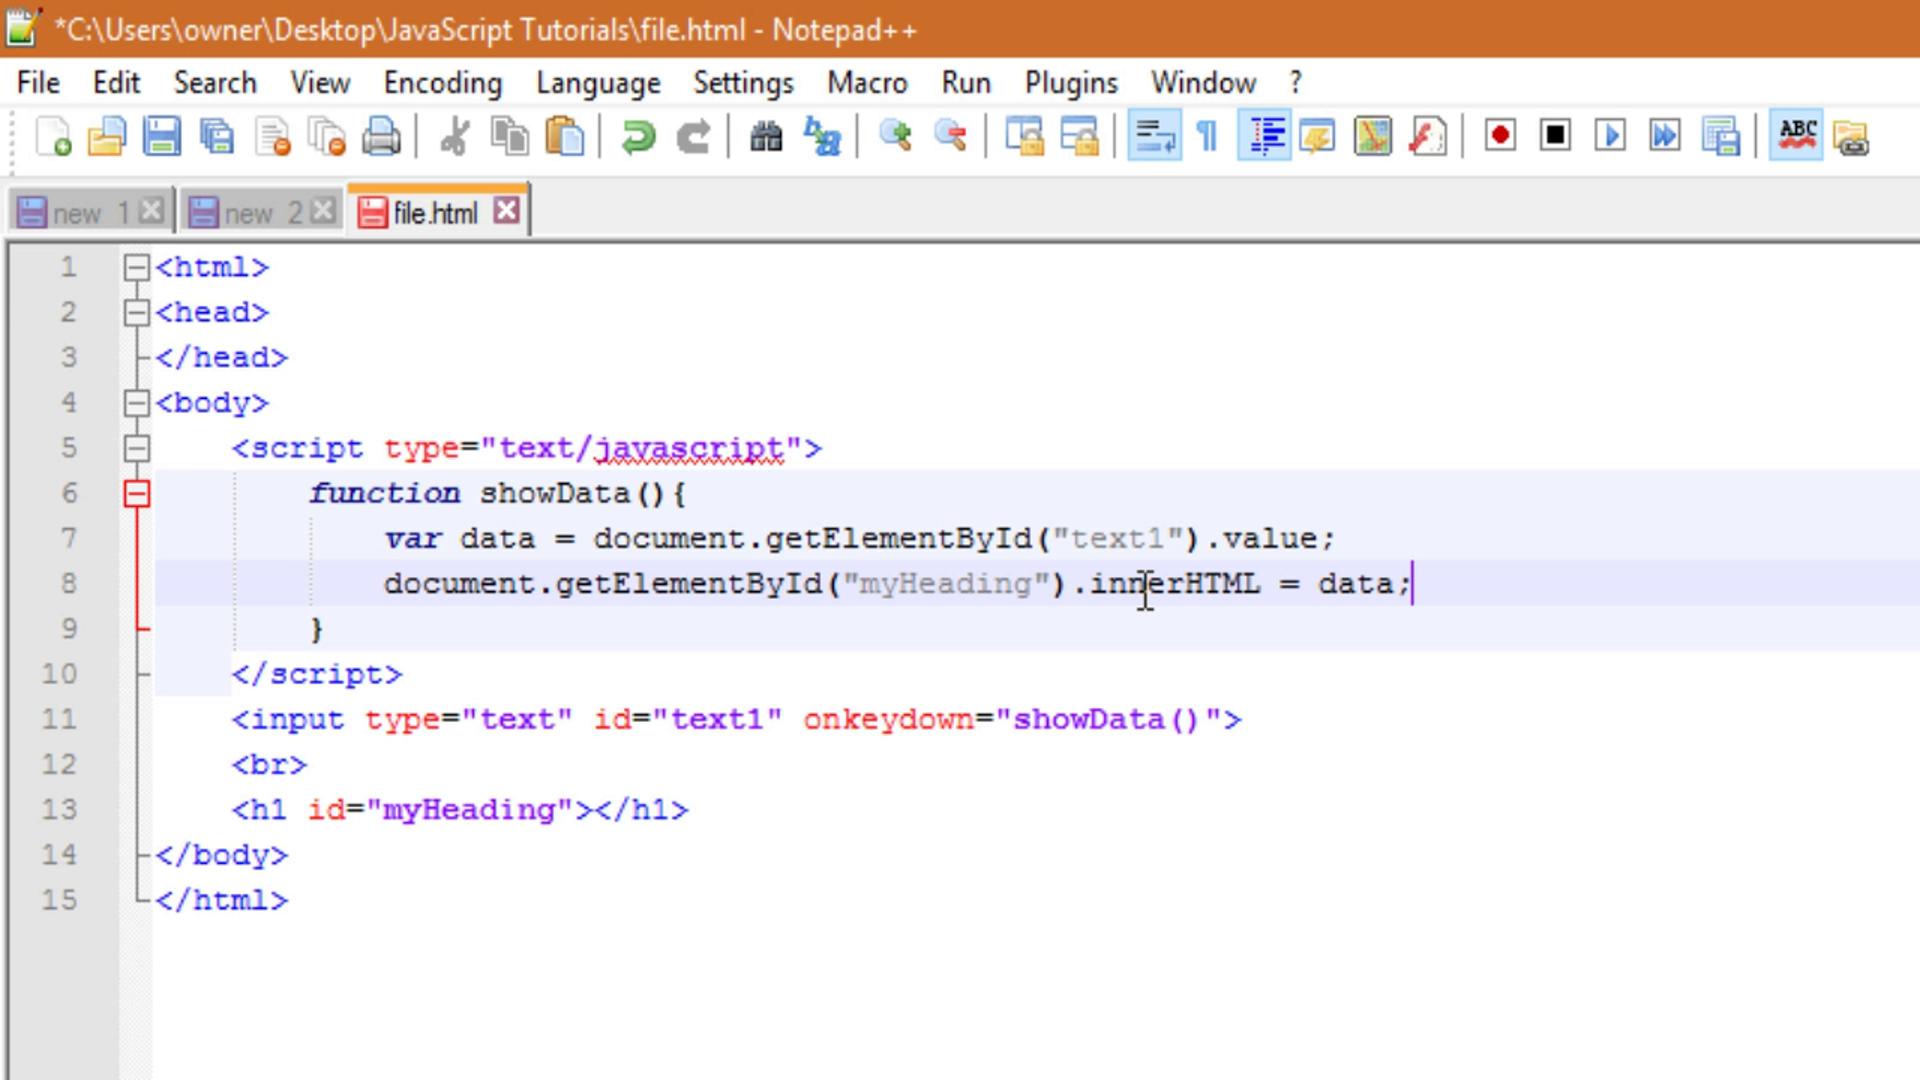 *C:\Users\owner\Desktop\JavaScript Tutorials\file.html - Notepad++
File Edit Search View Encoding Language Settings Macro Run Plugins Window ?
ABC
new 1 new 2 file.html
1 <html>
2 <head>
3 </head>
4 <body>
5 <script type="text/javascript">
6 function showData(){
7 var data = document.getElementById("text1").value;
8 document.getElementById("myHeading").innerHTML = data;
9 }
10 </script>
11 <input type="text" id="text1" onkeydown="showData()">
12 <br>
13 <h1 id="myHeading"></h1>
14 </body>
15 </html>